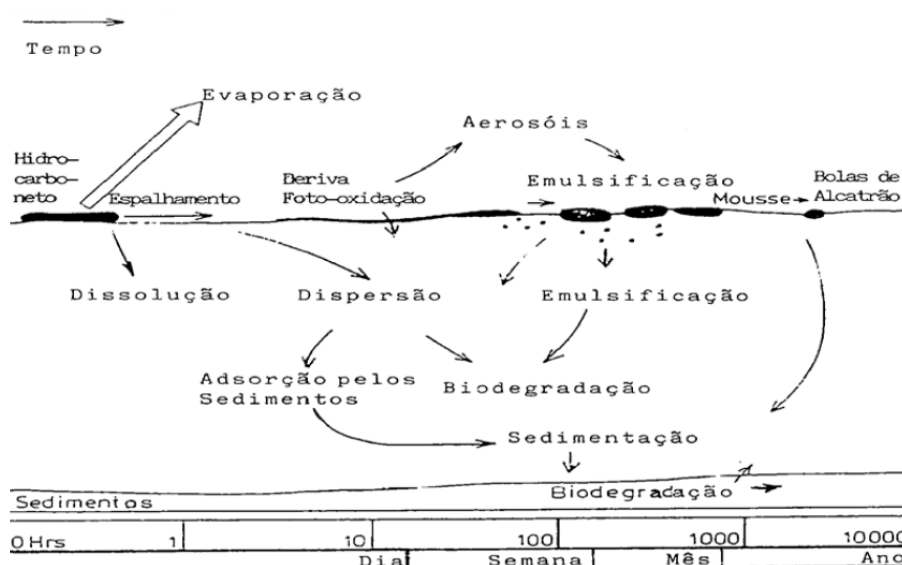 Tempo
Evaporação
Aerosóis
Hidro-
carbo-
neto
Espalhamento
Deriva
Foto-oxidação
Emulsificação
Mousse
Bolas de
Alcatrão
Dissolução
Dispersão
Emulsificação
Adsorção pelos
Sedimentos
Biodegradação
Sedimentação
Biodegradação
Sedimentos
0 Hrs 1 10 100 1000 10000
Dia Semana Mês Ano